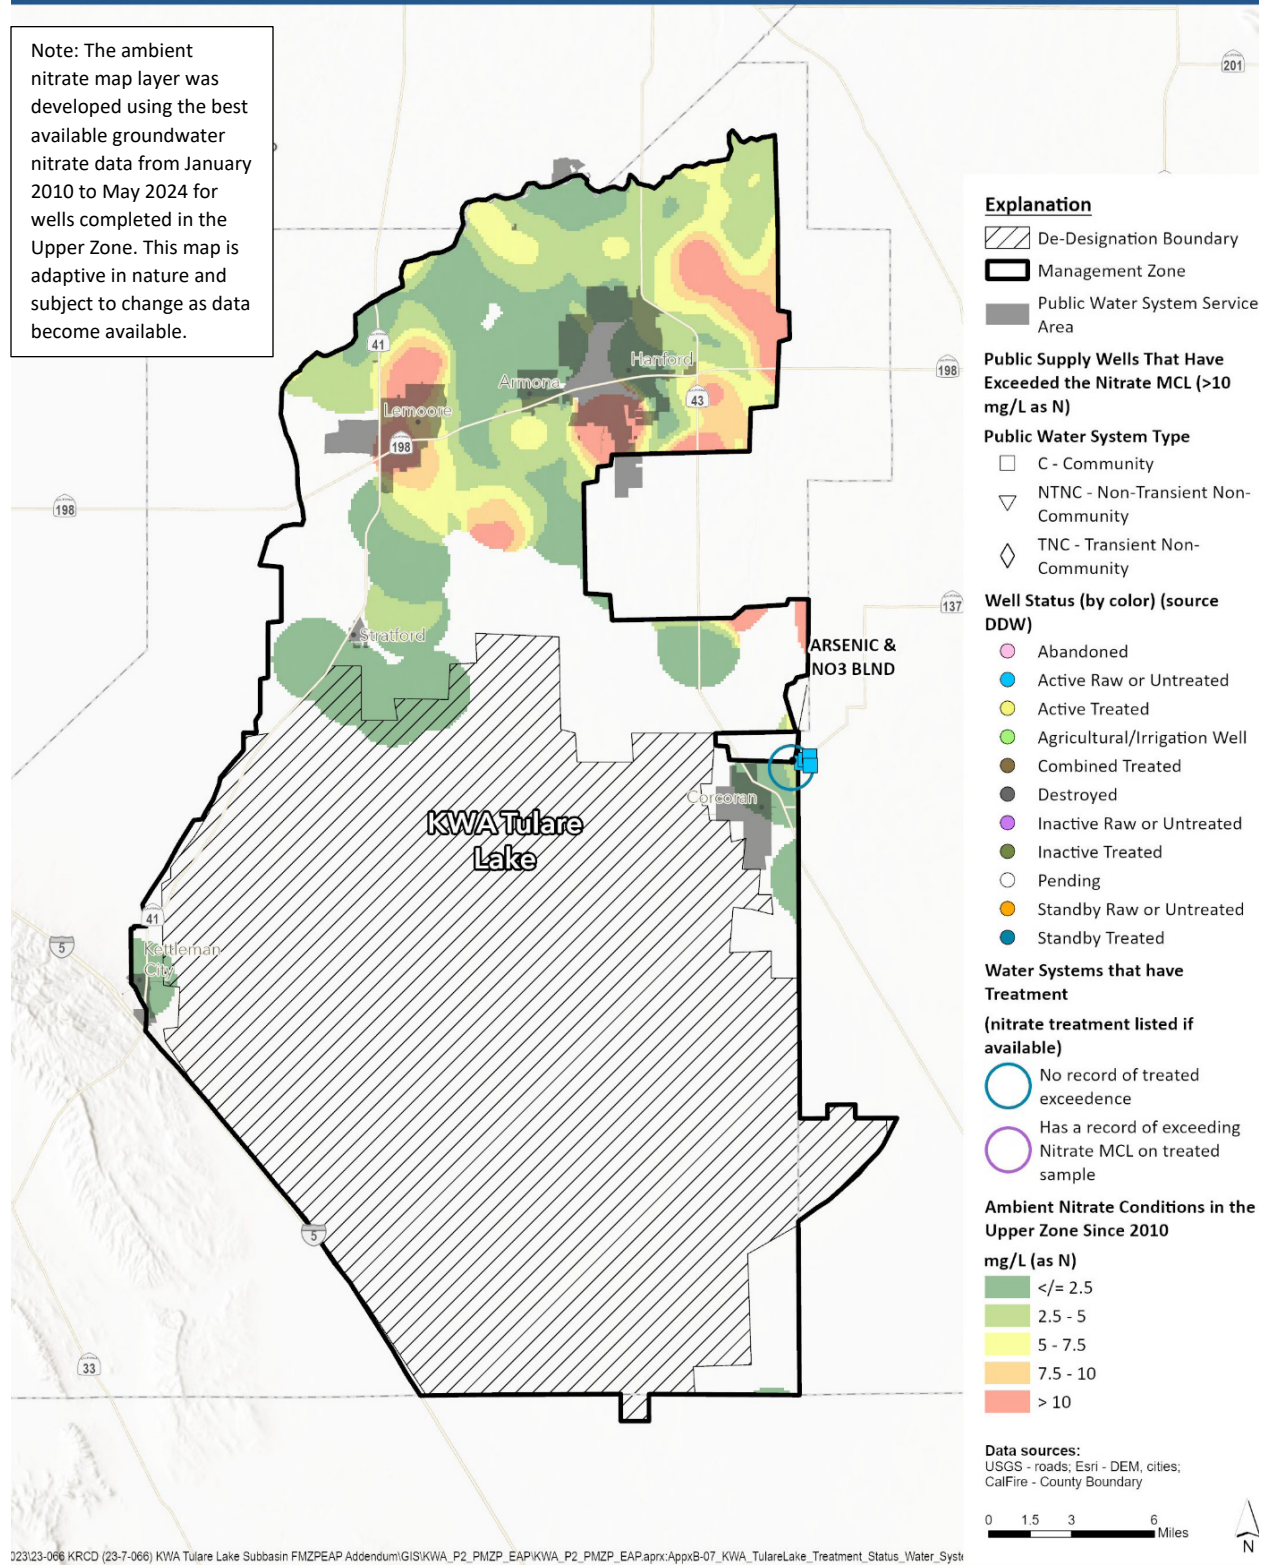 Note: The ambient
nitrate map layer was
developed using the best
available groundwater
nitrate data from January
2010 to May 2024 for
wells completed in the
Upper Zone. This map is
adaptive in nature and
subject to change as data
become available.
201
41
198
Hanford
Armona
43
Lemoore
198
198
137
Stratford
ARSENIC &
NO3 BLND
Corcoran
KWA Tulare
Lake
41
5
Kettleman
City
5
33
Explanation
De-Designation Boundary
Management Zone
Public Water System Service
Area
Public Supply Wells That Have
Exceeded the Nitrate MCL (>10
mg/L as N)
Public Water System Type
C - Community
NTNC - Non-Transient Non-
Community
TNC - Transient Non-
Community
Well Status (by color) (source
DDW)
Abandoned
Active Raw or Untreated
Active Treated
Agricultural/Irrigation Well
Combined Treated
Destroyed
Inactive Raw or Untreated
Inactive Treated
Pending
Standby Raw or Untreated
Standby Treated
Water Systems that have
Treatment
(nitrate treatment listed if
available)
No record of treated
exceedence
Has a record of exceeding
Nitrate MCL on treated
sample
Ambient Nitrate Conditions in the
Upper Zone Since 2010
mg/L (as N)
</= 2.5
2.5 - 5
5 - 7.5
7.5 - 10
> 10
Data sources:
USGS - roads; Esri - DEM, cities;
CalFire - County Boundary
0 1.5 3 6
Miles
N
023\23-066 KRCD (23-7-066) KWA Tulare Lake Subbasin FMZPEAP Addendum\GIS\KWA_P2_PMZP_EAP\KWA_P2_PMZP_EAP.aprx:AppxB-07_KWA_TulareLake_Treatment_Status_Water_Syste